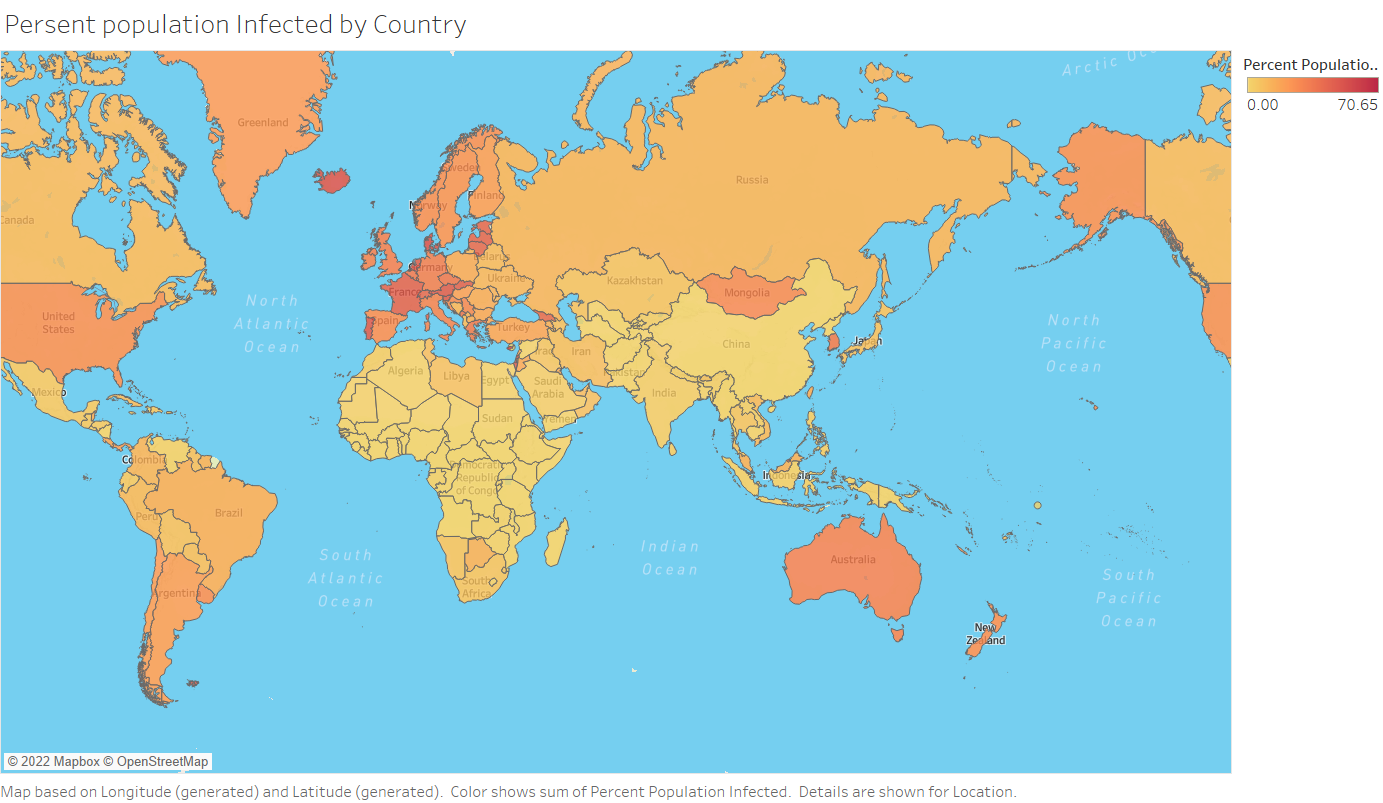 Persent population Infected by Country
Percent Populatio..
0.00 70.65
Arctic Oc
Greenland
Sweden
Russia
Norway
Finland
Canada
Germany
Belarus
Ukraine
Kazakhstan
France
Mongolia
North
Atlantic
Ocean
United
States
Spain
Turkey
North
Pacific
Ocean
China
Japan
Iraq
Iran
Algeria
Libya
Egypt
Pakistan
Saudi
Arabia
India
Mexico
Sudan
Yemen
Colombia
Democratic
Republic
of Congo
Indonesia
Peru
Brazil
South
Atlantic
Ocean
Indian
Ocean
Australia
South
Pacific
Ocean
South
Africa
Argentina
New
Zealand
© 2022 Mapbox © OpenStreetMap
Map based on Longitude (generated) and Latitude (generated). Color shows sum of Percent Population Infected. Details are shown for Location.